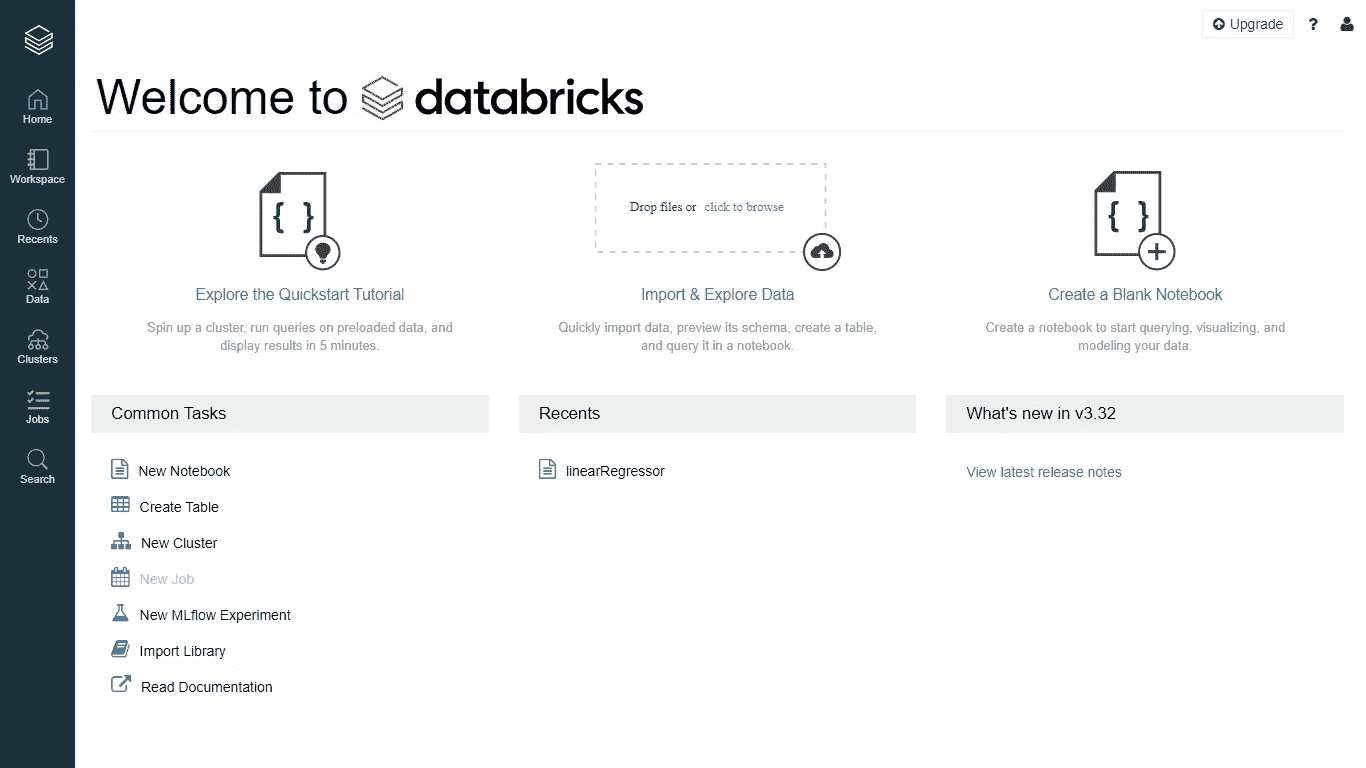 Upgrade ?
Welcome to databricks
Home
Workspace
Recents
Data
Clusters
Jobs
Search
{ }
Explore the Quickstart Tutorial
Spin up a cluster, run queries on preloaded data, and
display results in 5 minutes.
Drop files or click to browse
Import & Explore Data
Quickly import data, preview its schema, create a table,
and query it in a notebook.
{ }
Create a Blank Notebook
Create a notebook to start querying, visualizing, and
modeling your data.
Common Tasks
New Notebook
Create Table
New Cluster
New Job
New MLflow Experiment
Import Library
Read Documentation
Recents
linearRegressor
What's new in v3.32
View latest release notes